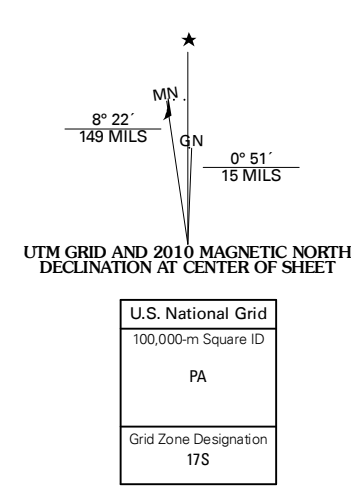 ★
MN
8° 22´
149 MILS
GN
0° 51´
15 MILS
UTM GRID AND 2010 MAGNETIC NORTH
DECLINATION AT CENTER OF SHEET
U.S. National Grid
100,000-m Square ID
PA
Grid Zone Designation
17S